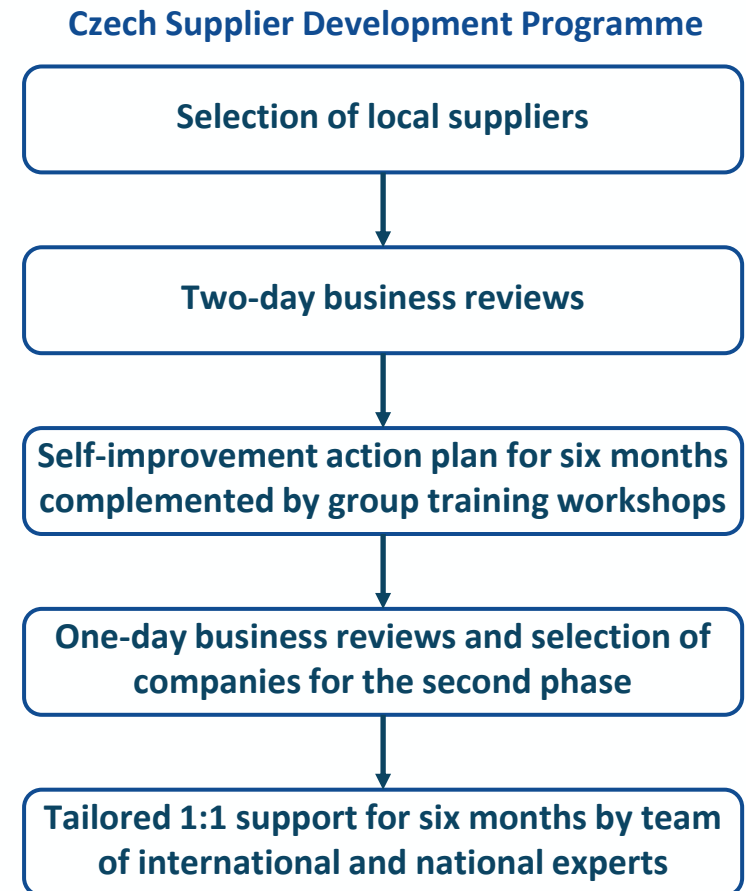 Czech Supplier Development Programme
Selection of local suppliers
Two-day business reviews
Self-improvement action plan for six months
complemented by group training workshops
One-day business reviews and selection of
companies for the second phase
Tailored 1:1 support for six months by team
of international and national experts